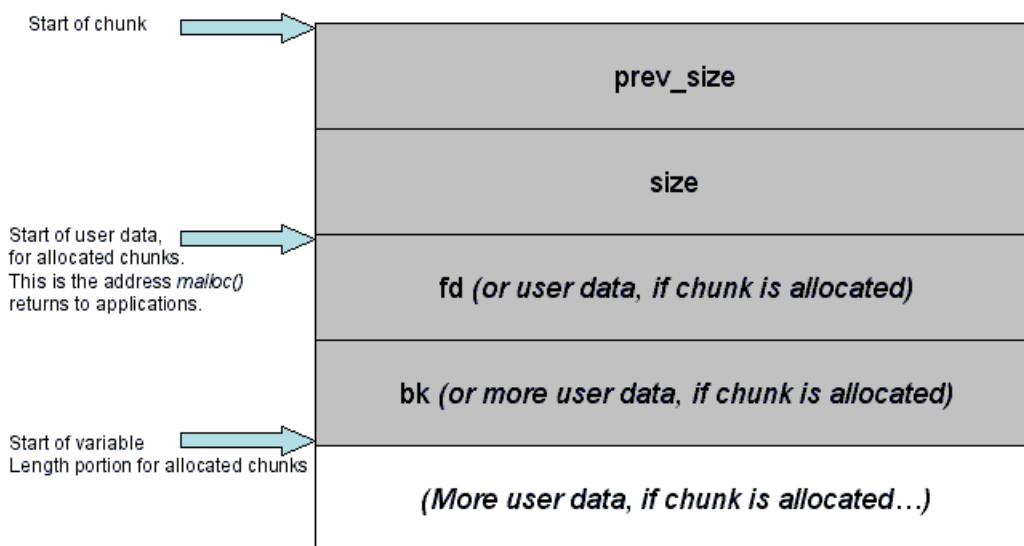 Start of chunk
prev_size
size
Start of user data,
for allocated chunks.
This is the address malloc()
returns to applications.
fd (or user data, if chunk is allocated)
bk (or more user data, if chunk is allocated)
Start of variable
Length portion for allocated chunks
(More user data, if chunk is allocated…)